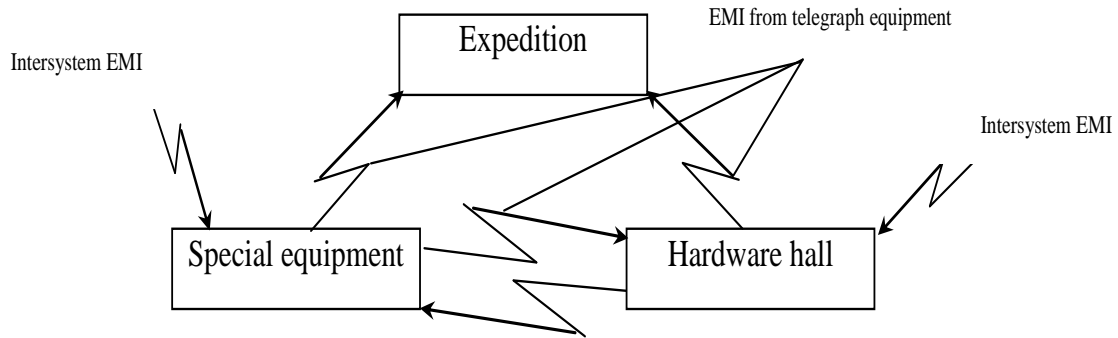 EMI from telegraph equipment
Expedition
Intersystem EMI
Intersystem EMI
Special equipment
Hardware hall